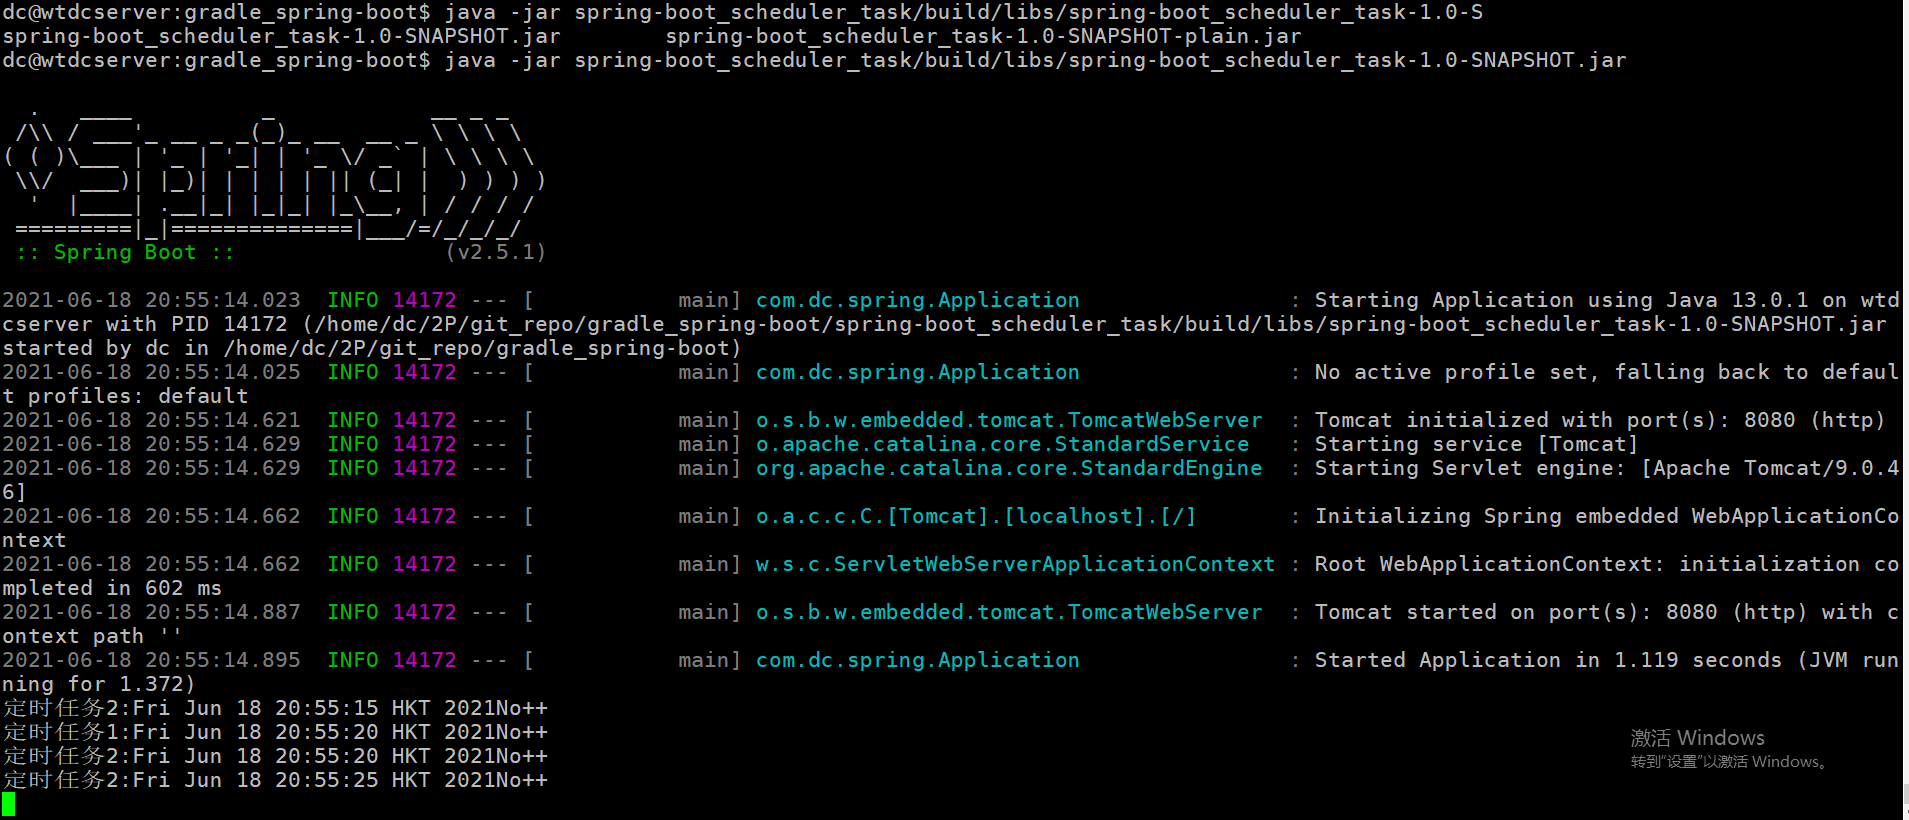 dc@wtdcserver:gradle_spring-boot$ java -jar spring-boot_scheduler_task/build/libs/spring-boot_scheduler_task-1.0-S
spring-boot_scheduler_task-1.0-SNAPSHOT.jar        spring-boot_scheduler_task-1.0-SNAPSHOT-plain.jar
dc@wtdcserver:gradle_spring-boot$ java -jar spring-boot_scheduler_task/build/libs/spring-boot_scheduler_task-1.0-SNAPSHOT.jar
  .   ____          _            __ _ _
 /\\ / ___'_ __ _ _(_)_ __  __ _ \ \ \ \
( ( )\___ | '_ | '_| | '_ \/ _` | \ \ \ \
 \\/  ___)| |_)| | | | | || (_| |  ) ) ) )
  '  |____| .__|_| |_|_| |_\__, | / / / /
 =========|_|==============|___/=/_/_/_/
 :: Spring Boot ::                (v2.5.1)
2021-06-18 20:55:14.023  INFO 14172 --- [           main] com.dc.spring.Application                : Starting Application using Java 13.0.1 on wtd
cserver with PID 14172 (/home/dc/2P/git_repo/gradle_spring-boot/spring-boot_scheduler_task/build/libs/spring-boot_scheduler_task-1.0-SNAPSHOT.jar
started by dc in /home/dc/2P/git_repo/gradle_spring-boot)
2021-06-18 20:55:14.025  INFO 14172 --- [           main] com.dc.spring.Application                : No active profile set, falling back to defaul
t profiles: default
2021-06-18 20:55:14.621  INFO 14172 --- [           main] o.s.b.w.embedded.tomcat.TomcatWebServer  : Tomcat initialized with port(s): 8080 (http)
2021-06-18 20:55:14.629  INFO 14172 --- [           main] o.apache.catalina.core.StandardService   : Starting service [Tomcat]
2021-06-18 20:55:14.629  INFO 14172 --- [           main] org.apache.catalina.core.StandardEngine  : Starting Servlet engine: [Apache Tomcat/9.0.4
6]
2021-06-18 20:55:14.662  INFO 14172 --- [           main] o.a.c.c.C.[Tomcat].[localhost].[/]       : Initializing Spring embedded WebApplicationCo
ntext
2021-06-18 20:55:14.662  INFO 14172 --- [           main] w.s.c.ServletWebServerApplicationContext : Root WebApplicationContext: initialization co
mpleted in 602 ms
2021-06-18 20:55:14.887  INFO 14172 --- [           main] o.s.b.w.embedded.tomcat.TomcatWebServer  : Tomcat started on port(s): 8080 (http) with c
ontext path ''
2021-06-18 20:55:14.895  INFO 14172 --- [           main] com.dc.spring.Application                : Started Application in 1.119 seconds (JVM run
ning for 1.372)
定时任务2:Fri Jun 18 20:55:15 HKT 2021No++
定时任务1:Fri Jun 18 20:55:20 HKT 2021No++
定时任务2:Fri Jun 18 20:55:20 HKT 2021No++
定时任务2:Fri Jun 18 20:55:25 HKT 2021No++
激活 Windows
转到“设置”以激活 Windows。